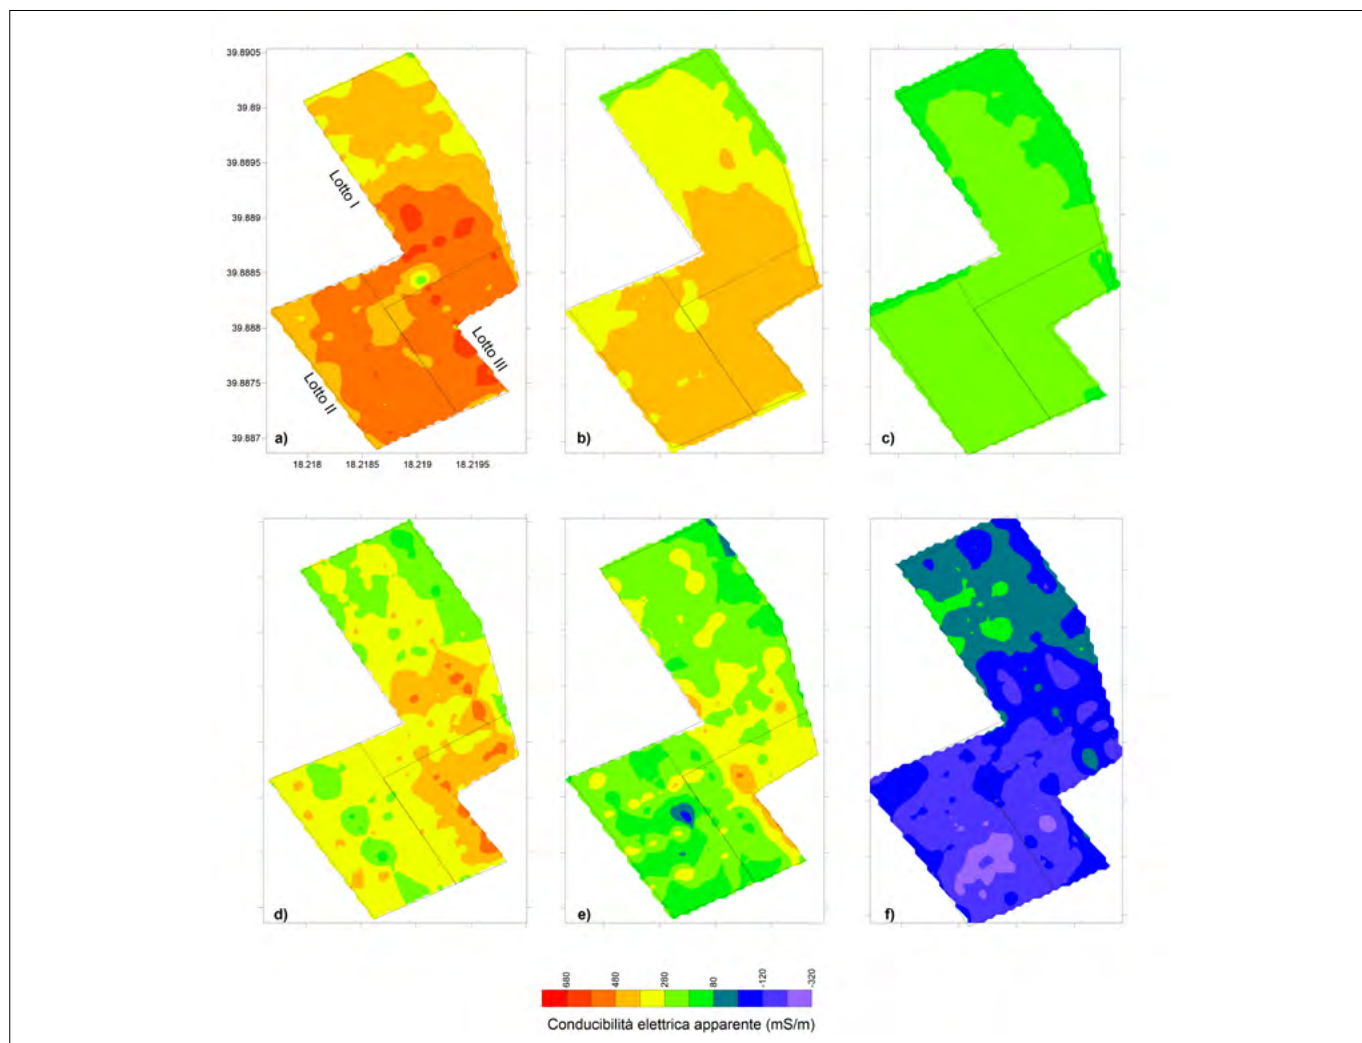 39.8905
39.89
39.8895
39.889
39.8885
39.888
39.8875
39.887
Lotto I
Lotto II
Lotto III
a)
b)
c)
18.218
18.2185
18.219
18.2195
d)
e)
f)
680
480
280
80
-120
-320
Conducibilità elettrica apparente (mS/m)